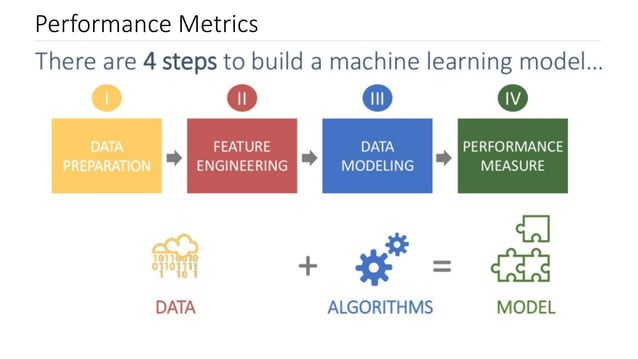 Performance Metrics
There are 4 steps to build a machine learning model...
I
II
III
IV
DATA
PREPARATION
FEATURE
ENGINEERING
DATA
MODELING
PERFORMANCE
MEASURE
+
=
DATA
ALGORITHMS
MODEL